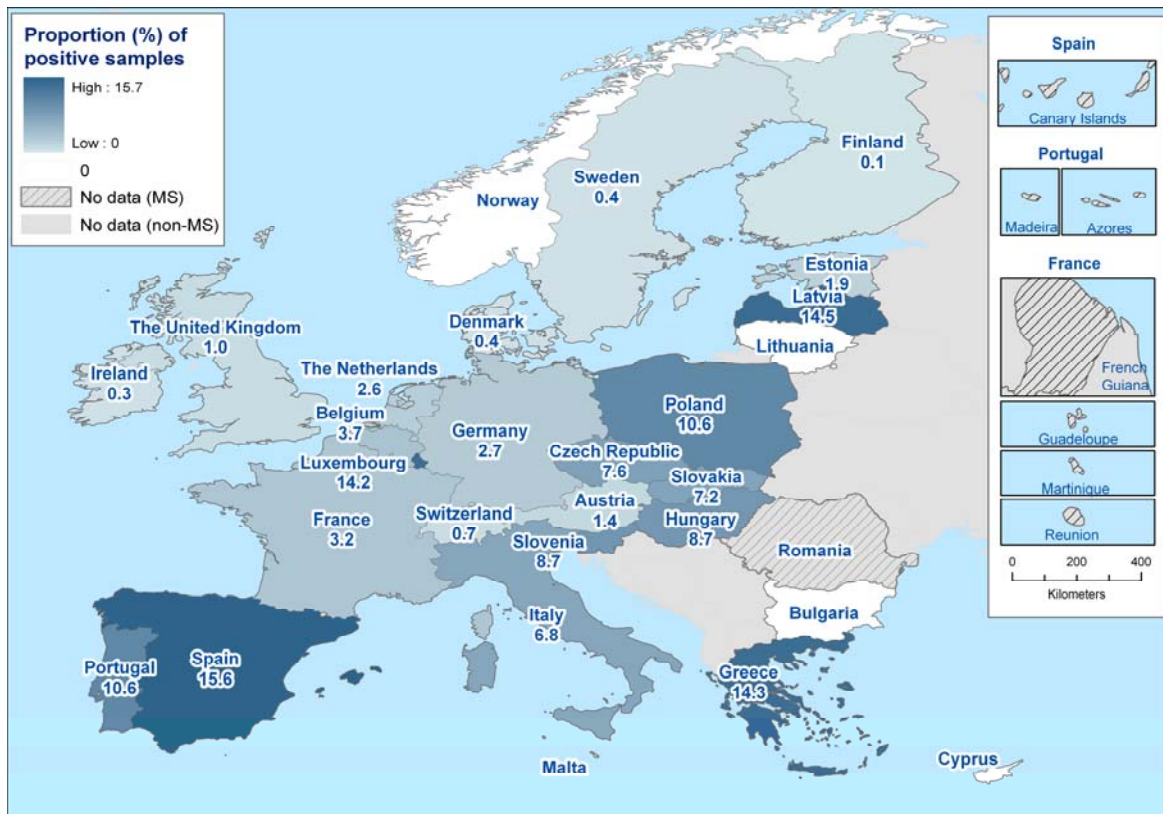 Proportion (%) of
positive samples
High : 15.7
Low : 0
0
No data (MS)
No data (non-MS)
Norway
Sweden
0.4
Finland
0.1
Estonia
1.9
Latvia
14.5
Lithuania
Denmark
0.4
The United Kingdom
1.0
Ireland
0.3
The Netherlands
2.6
Belgium
3.7
Luxembourg
14.2
Germany
2.7
Poland
10.6
Czech Republic
7.6
Slovakia
7.2
Austria
1.4
Hungary
8.7
France
3.2
Switzerland
0.7
Slovenia
8.7
Romania
Bulgaria
Italy
6.8
Portugal
10.6
Spain
15.6
Greece
14.3
Malta
Cyprus
Spain
Canary Islands
Portugal
Madeira
Azores
France
French
Guiana
Guadeloupe
Martinique
Reunion
0 200 400
Kilometers